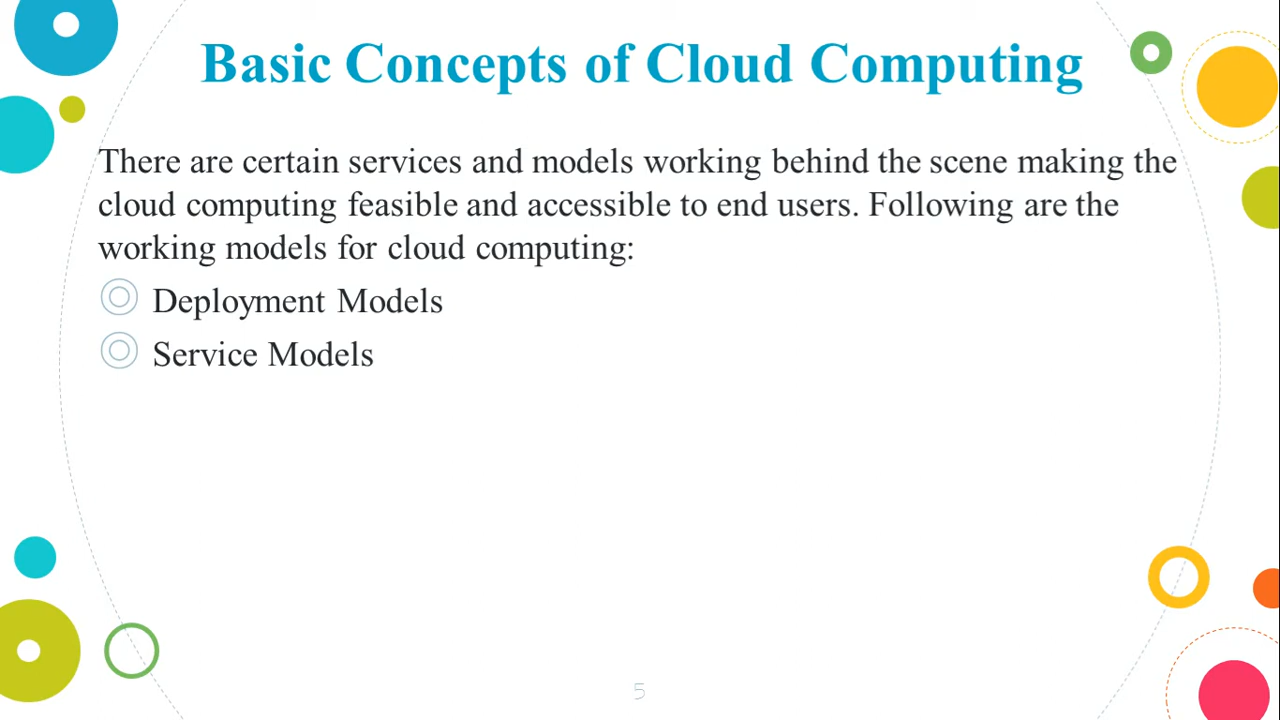 Basic Concepts of Cloud Computing
There are certain services and models working behind the scene making the
cloud computing feasible and accessible to end users. Following are the
working models for cloud computing:
Deployment Models
Service Models
5